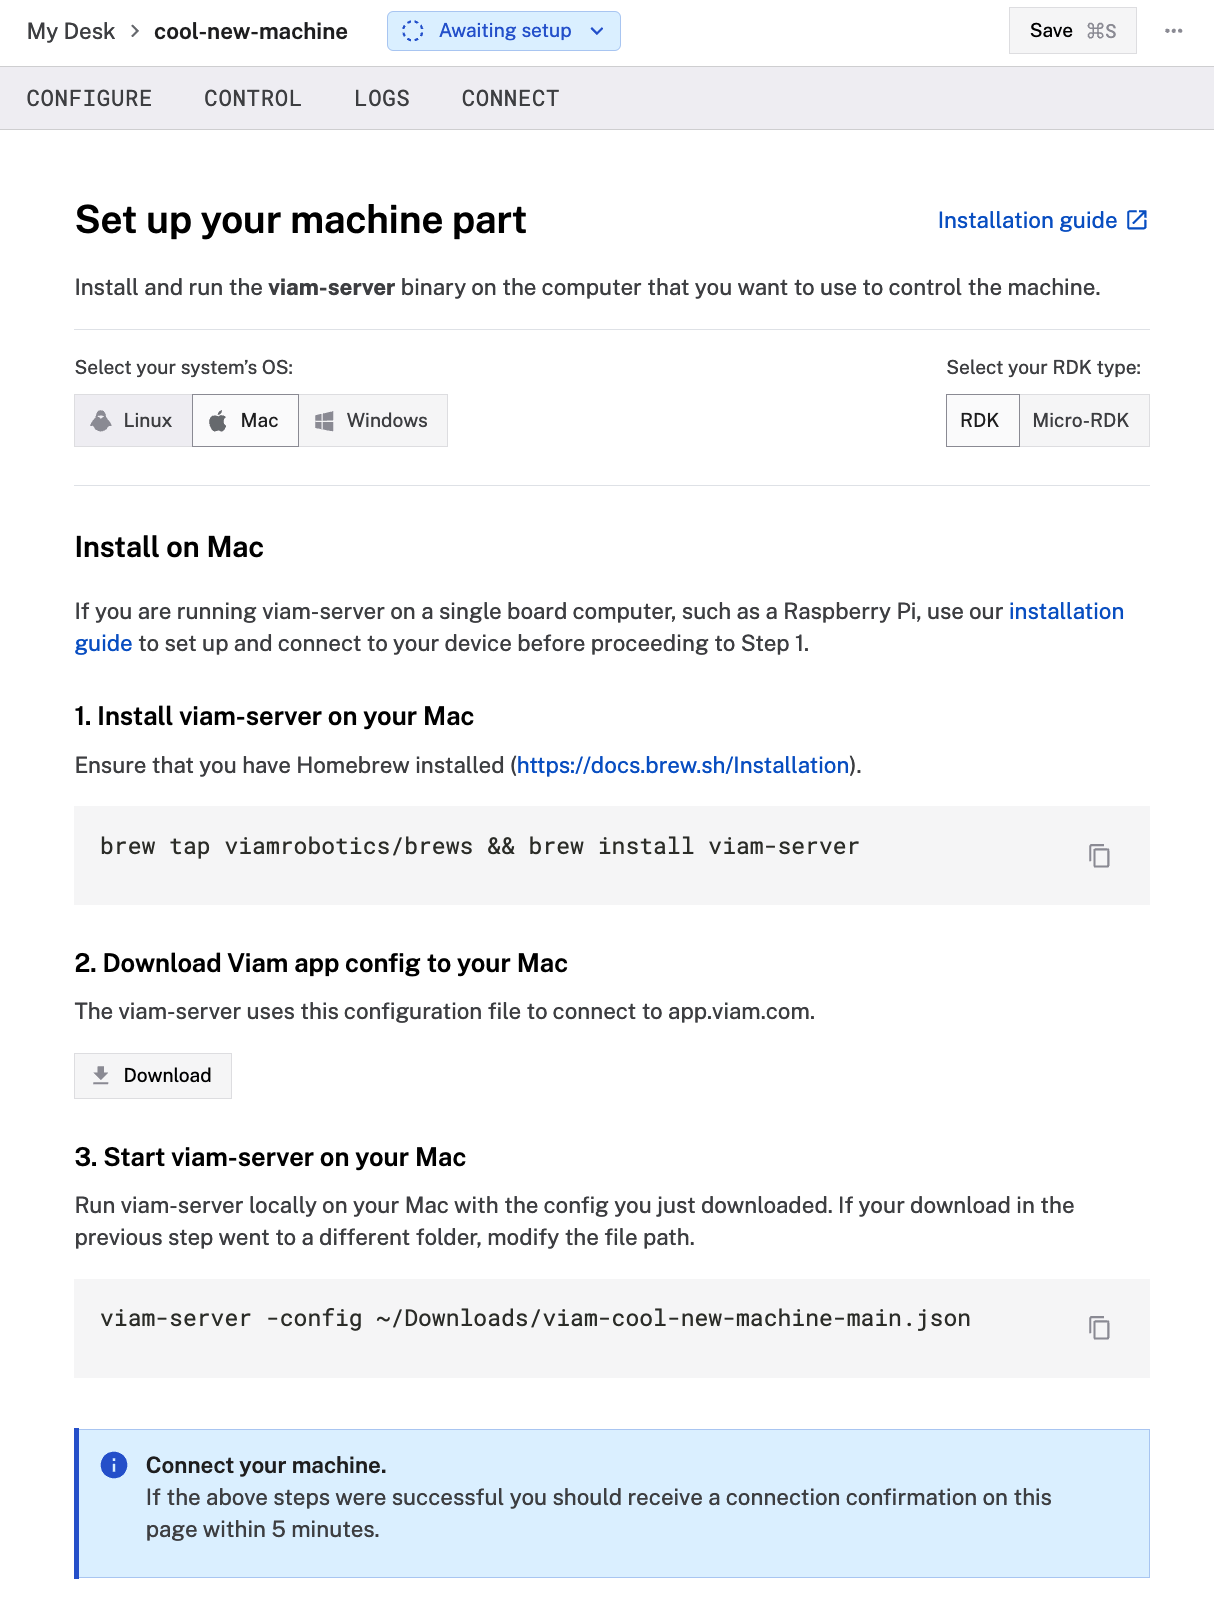 My Desk > cool-new-machine Awaiting setup Save ⌘S
CONFIGURE CONTROL LOGS CONNECT
Set up your machine part Installation guide
Install and run the viam-server binary on the computer that you want to use to control the machine.
Select your system’s OS: Select your RDK type:
Linux Mac Windows RDK Micro-RDK
Install on Mac
If you are running viam-server on a single board computer, such as a Raspberry Pi, use our installation
guide to set up and connect to your device before proceeding to Step 1.
1. Install viam-server on your Mac
Ensure that you have Homebrew installed (https://docs.brew.sh/Installation).
brew tap viamrobotics/brews && brew install viam-server
2. Download Viam app config to your Mac
The viam-server uses this configuration file to connect to app.viam.com.
Download
3. Start viam-server on your Mac
Run viam-server locally on your Mac with the config you just downloaded. If your download in the
previous step went to a different folder, modify the file path.
viam-server -config ~/Downloads/viam-cool-new-machine-main.json
Connect your machine.
If the above steps were successful you should receive a connection confirmation on this
page within 5 minutes.